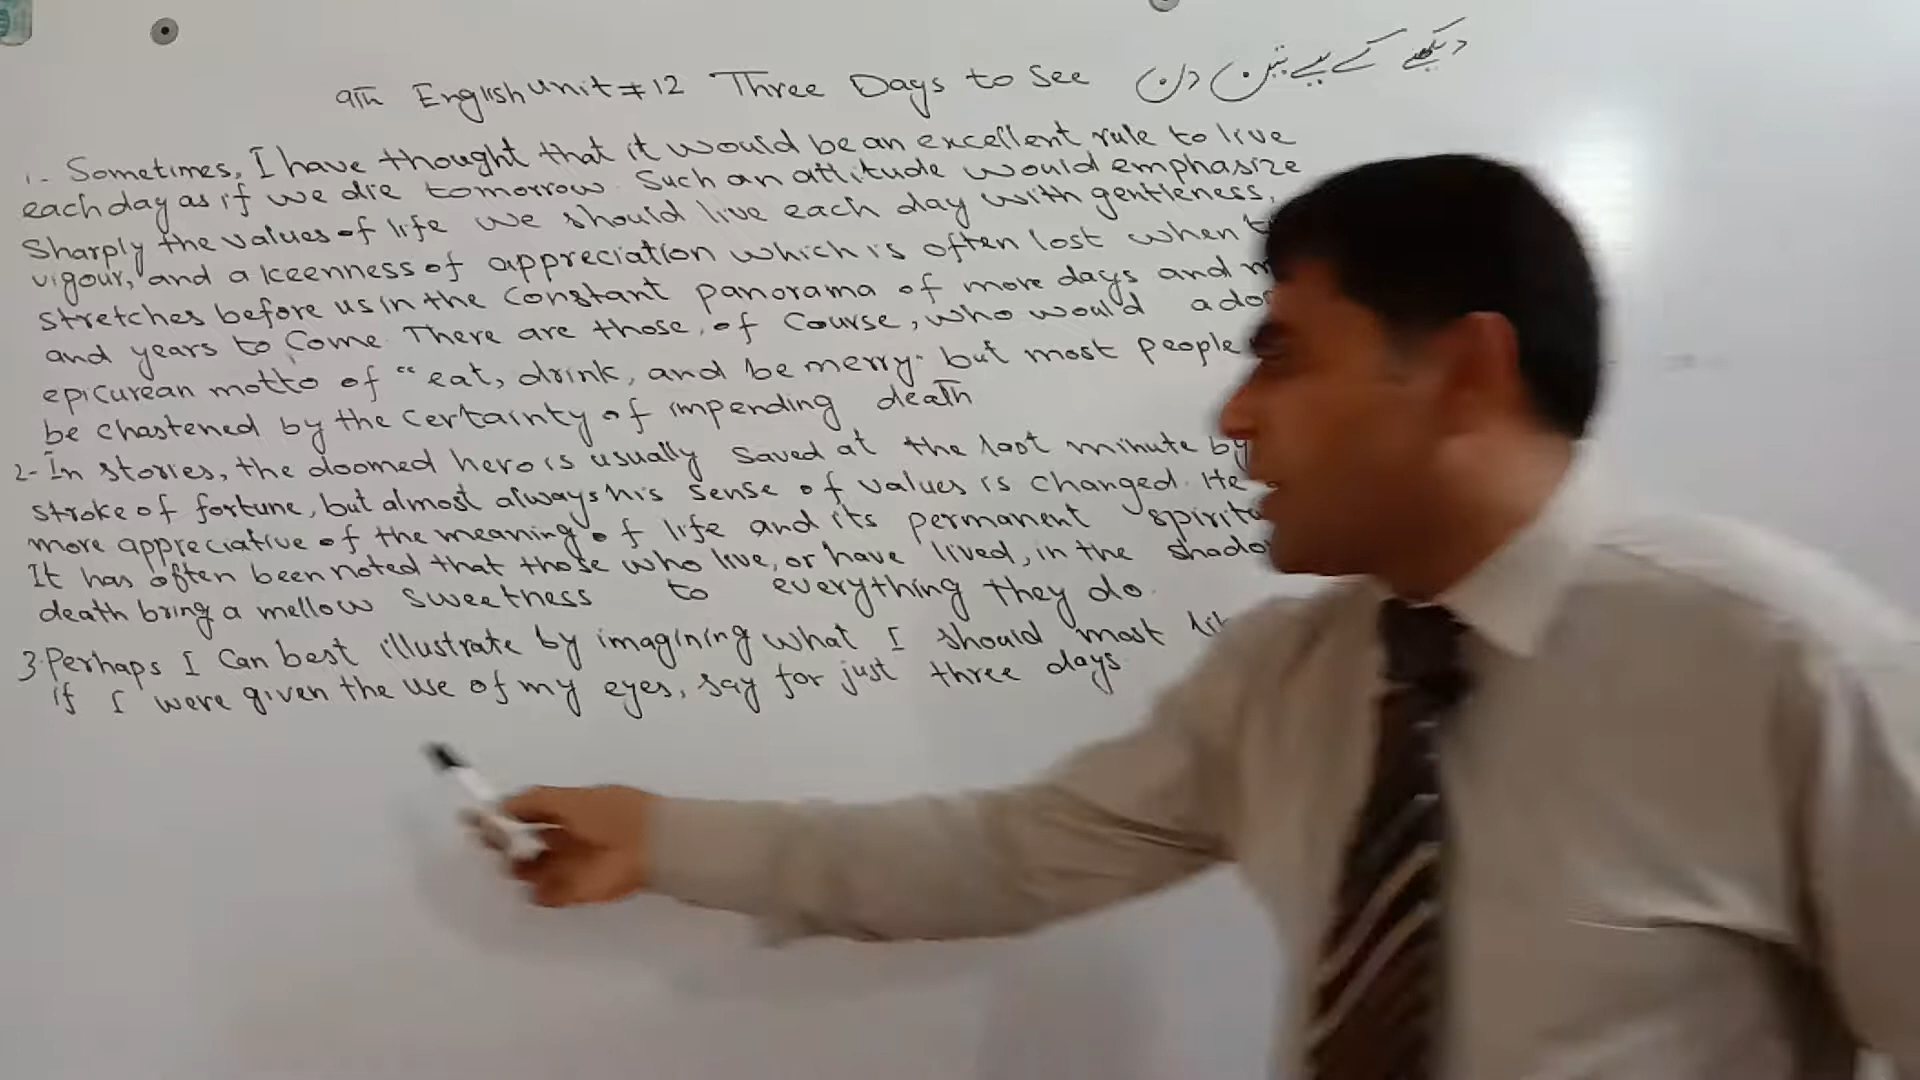 9Th English Unit #12 Three Days to See دیکھنے کے لیے تین دن
1- Sometimes, I have thought that it would be an excellent rule to live
each day as if we die tomorrow. Such an attitude would emphasize
Sharply the values of life we should live each day with gentleness,
vigour, and a keenness of appreciation which is often lost when
stretches before us in the constant panorama of more days and
and years to come. There are those, of course, who would
epicurean motto of "eat, drink, and be merry. but most people
be chastened by the certainty of impending death
2- In stories, the doomed hero is usually saved at the last minute by
stroke of fortune, but almost always his sense of values is changed. He
more appreciative of the meaning of life and its permanent
It has often been noted that those who live, or have lived, in the
death bring a mellow sweetness to everything they do.
3. Perhaps I can best illustrate by imagining what I should most
if I were given the use of my eyes, say for just three days.